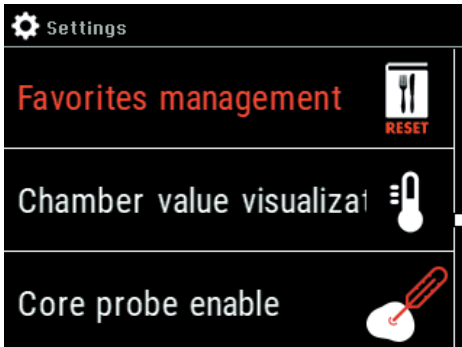 Settings
Favorites management
RESET
Chamber value visualizat
Core probe enable